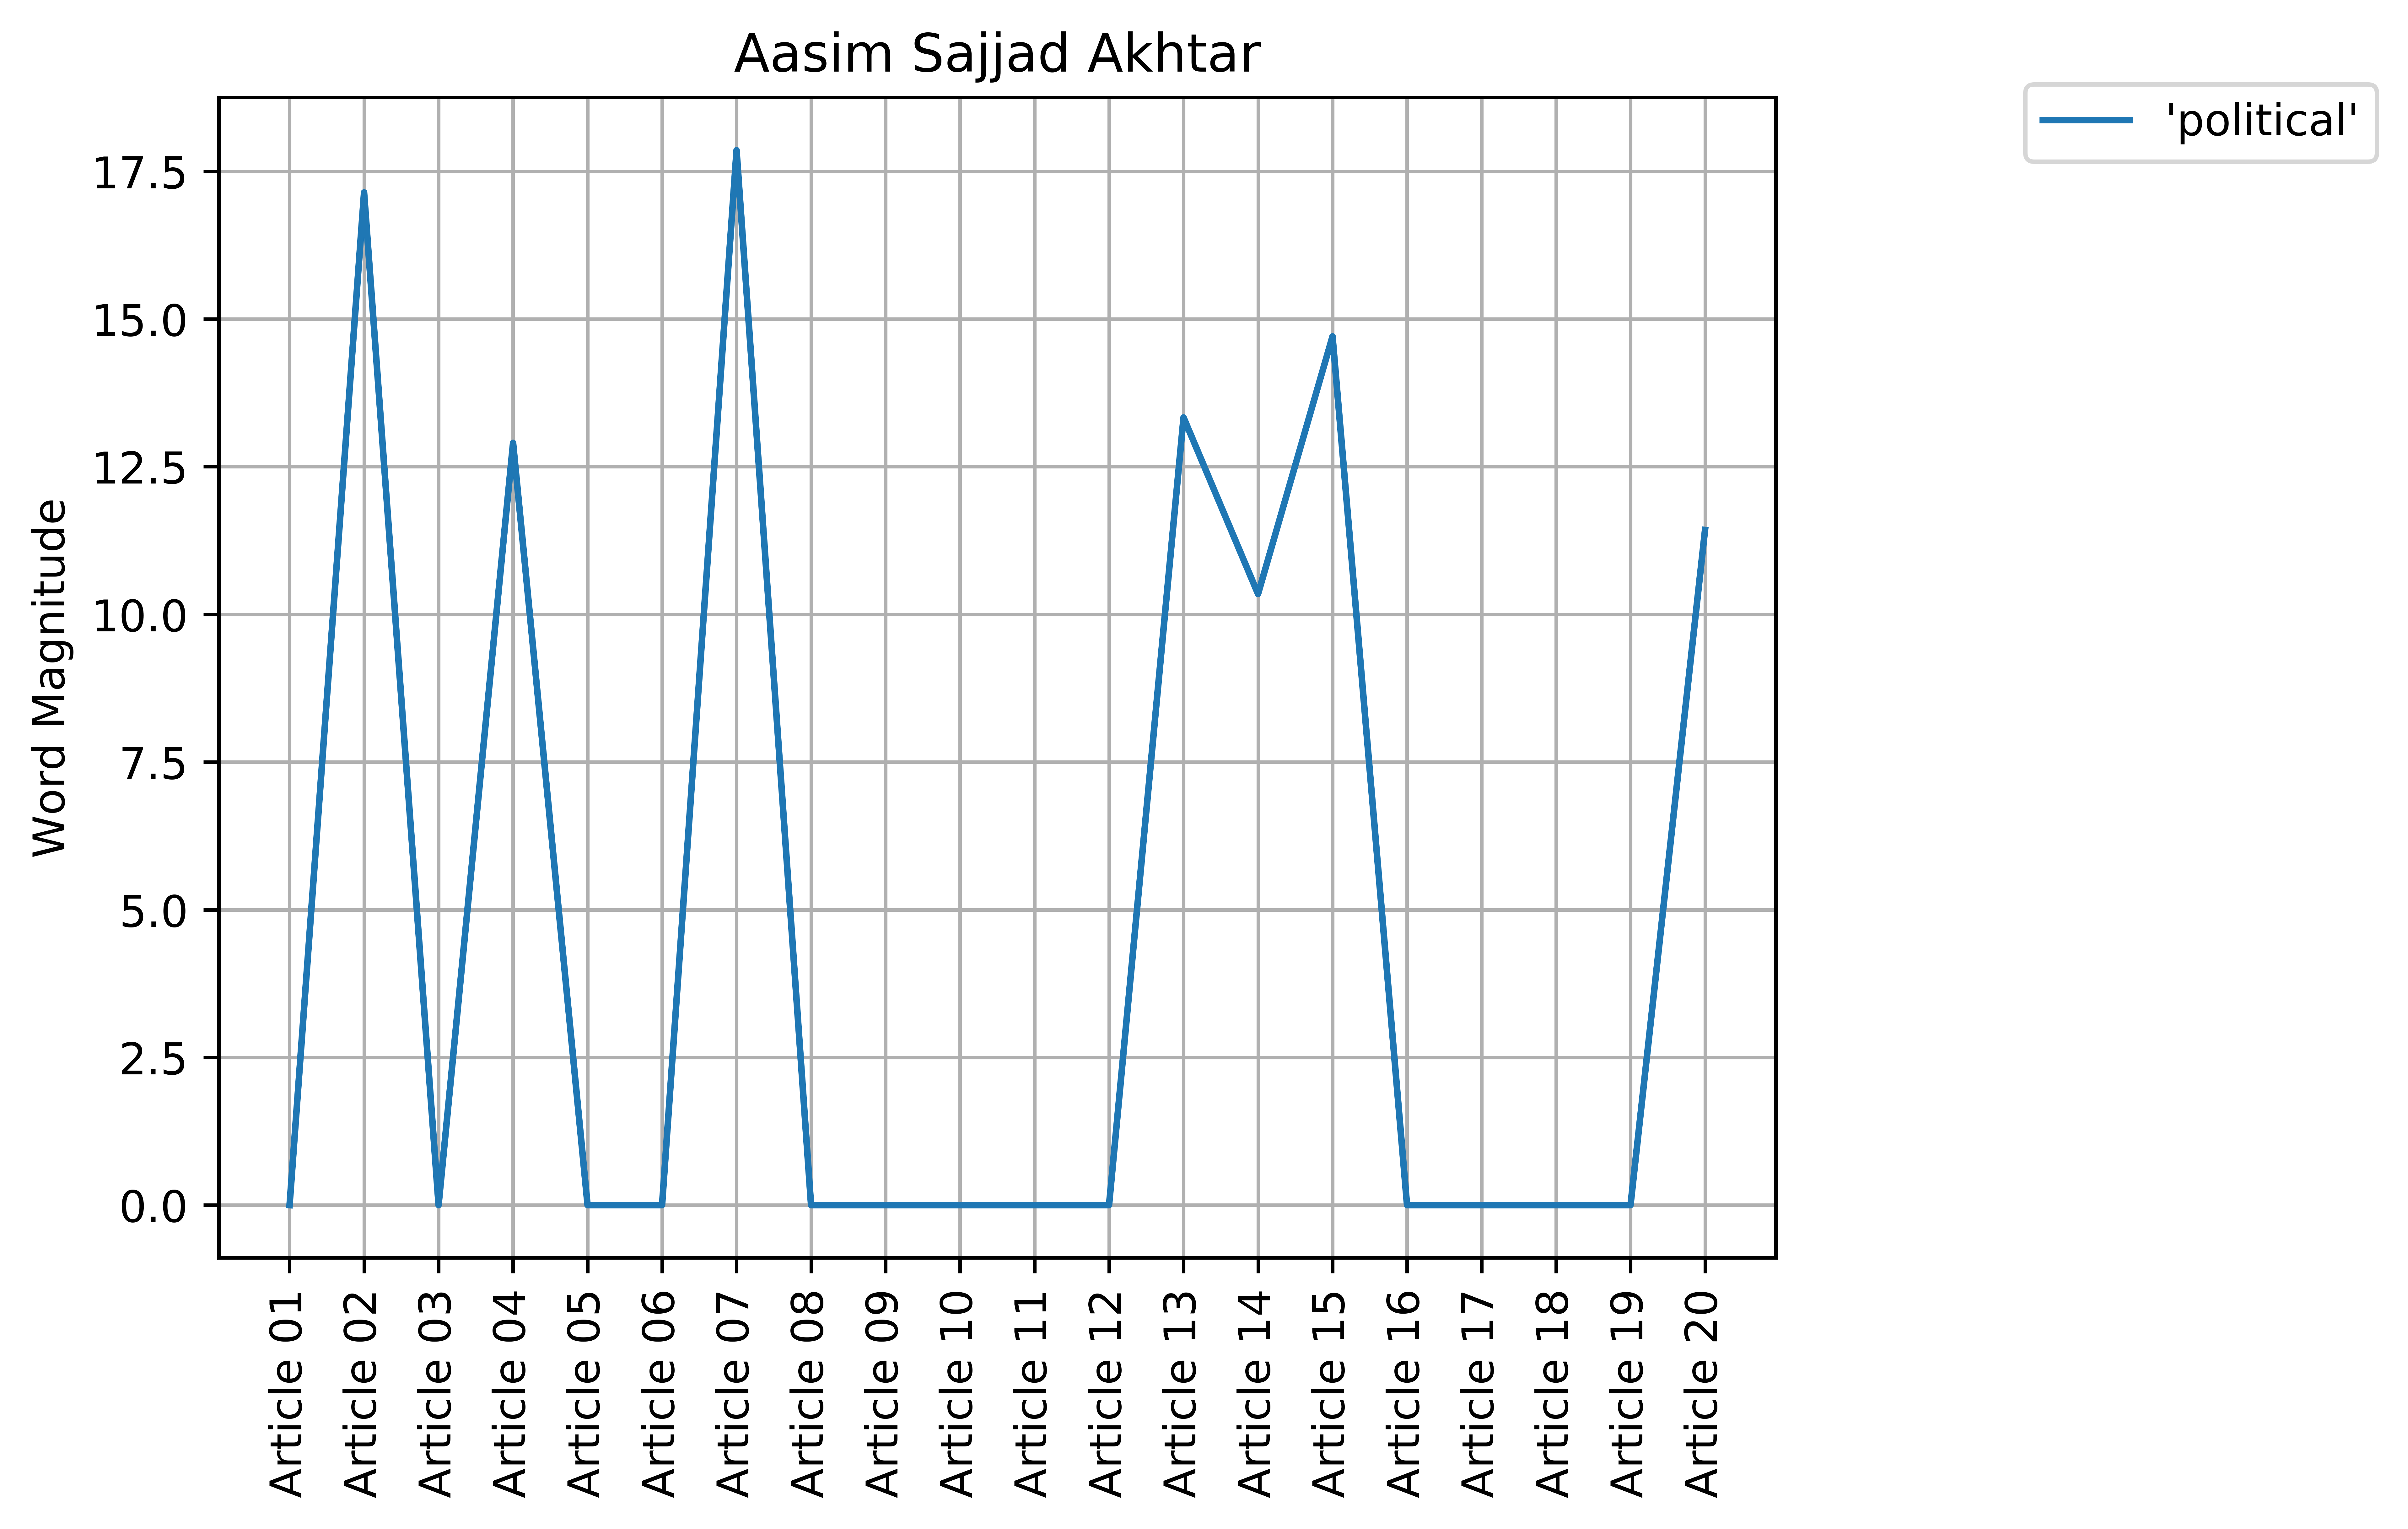 Aasim Sajjad Akhtar
'political'
Word Magnitude
17.5
15.0
12.5
10.0
7.5
5.0
2.5
0.0
Article 01
Article 02
Article 03
Article 04
Article 05
Article 06
Article 07
Article 08
Article 09
Article 10
Article 11
Article 12
Article 13
Article 14
Article 15
Article 16
Article 17
Article 18
Article 19
Article 20